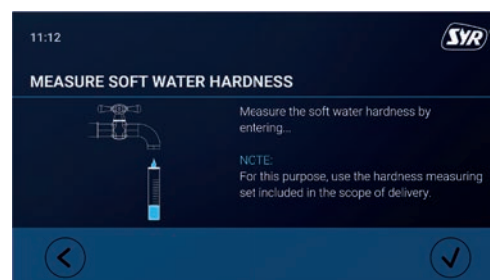 11:12
SYR
MEASURE SOFT WATER HARDNESS
Measure the soft water hardness by
entering...
NCTE:
For this purpose, use the hardness measuring
set included in the scope of delivery.